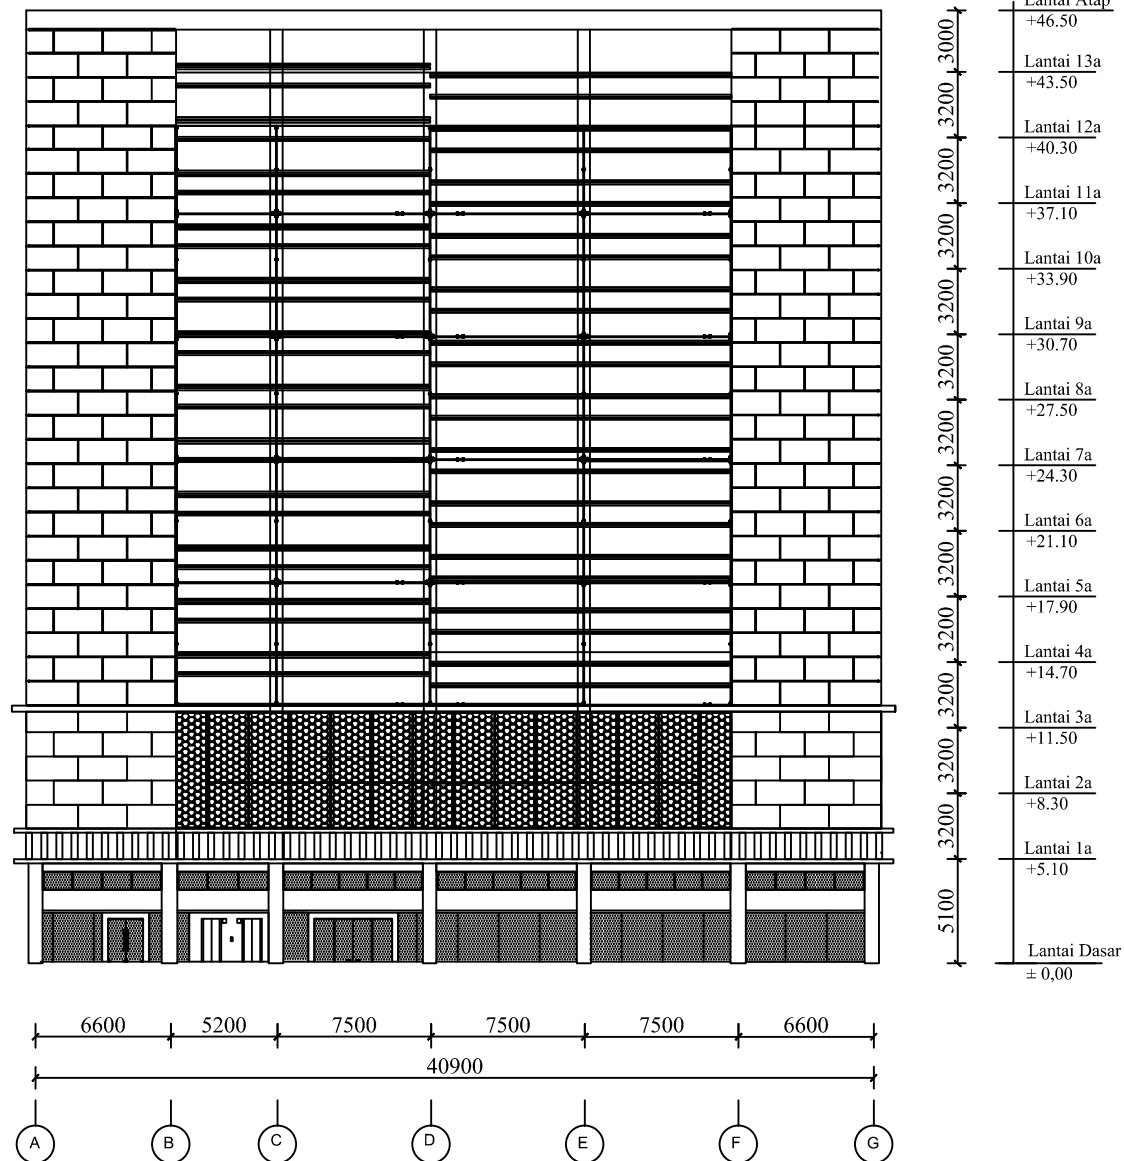 Lantai Atap
+46.50
3000
Lantai 13a
+43.50
3200
Lantai 12a
+40.30
3200
Lantai 11a
+37.10
3200
Lantai 10a
+33.90
3200
Lantai 9a
+30.70
3200
Lantai 8a
+27.50
3200
Lantai 7a
+24.30
3200
Lantai 6a
+21.10
3200
Lantai 5a
+17.90
3200
Lantai 4a
+14.70
3200
Lantai 3a
+11.50
3200
Lantai 2a
+8.30
3200
Lantai 1a
+5.10
5100
Lantai Dasar
± 0,00
6600 5200 7500 7500 7500 6600
40900
A B C D E F G